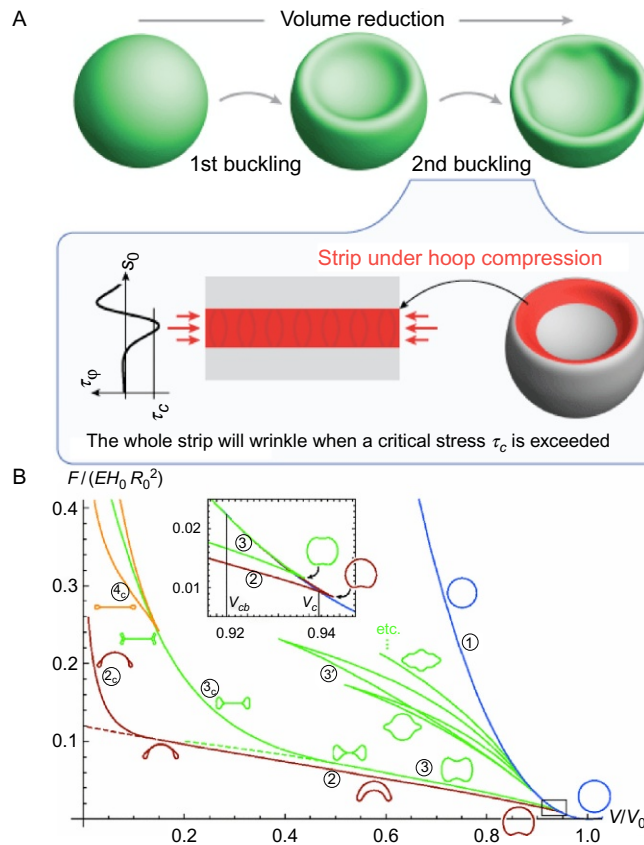 A
Volume reduction
1st buckling
2nd buckling
Strip under hoop compression
s0
τφ
τc
The whole strip will wrinkle when a critical stress τc is exceeded
B
F/(EH0 R0²)
0.4
0.3
0.2
0.1
0.02
0.01
3
2
Vcb
Vc
0.92
0.94
4c
2c
3c
etc.
3′
1
3
2
0.2
0.4
0.6
0.8
1.0
V/V0